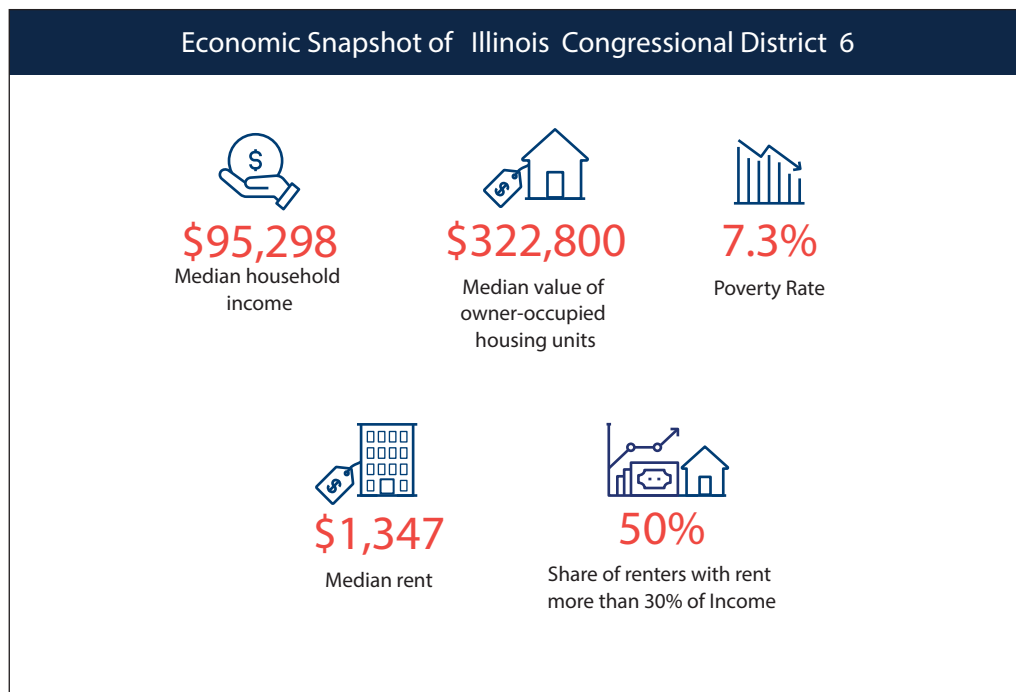 Economic Snapshot of Illinois Congressional District 6
$
$
$95,298
$322,800
7.3%
Median household
income
Median value of
owner-occupied
housing units
Poverty Rate
$
$1,347
50%
Median rent
Share of renters with rent
more than 30% of Income